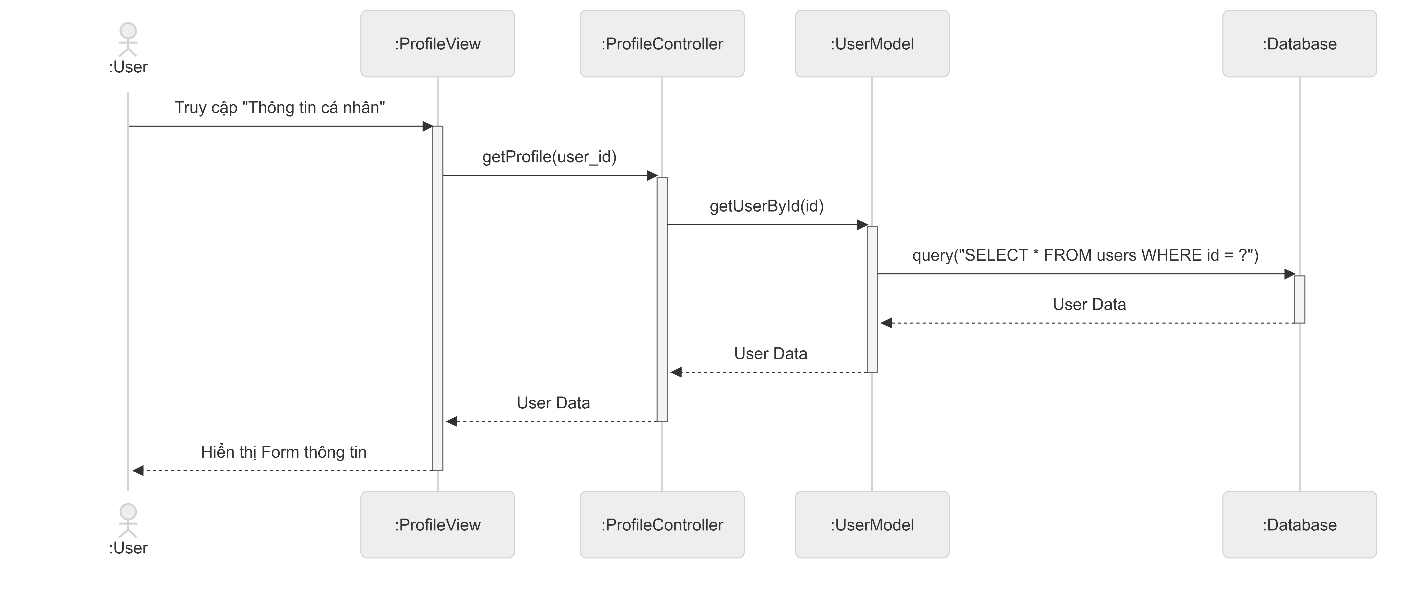 :User
:ProfileView
:ProfileController
:UserModel
:Database
Truy cập "Thông tin cá nhân"
getProfile(user_id)
getUserById(id)
query("SELECT * FROM users WHERE id = ?")
User Data
User Data
User Data
Hiển thị Form thông tin
:User
:ProfileView
:ProfileController
:UserModel
:Database